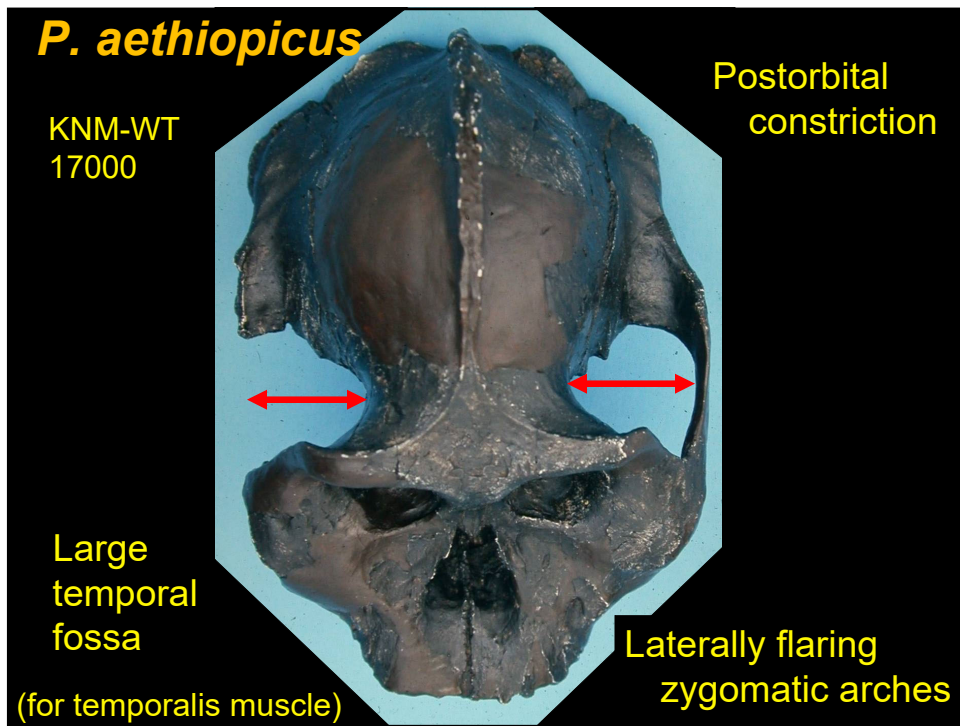 P. aethiopicus
KNM-WT
17000
Postorbital
constriction
Large
temporal
fossa
(for temporalis muscle)
Laterally flaring
zygomatic arches